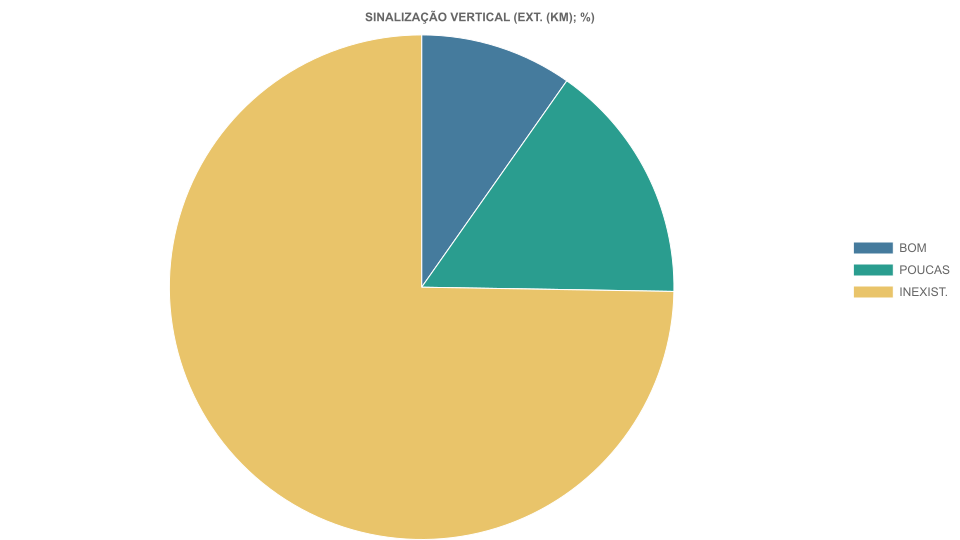 SINALIZAÇÃO VERTICAL (EXT. (KM); %)
BOM
POUCAS
INEXIST.